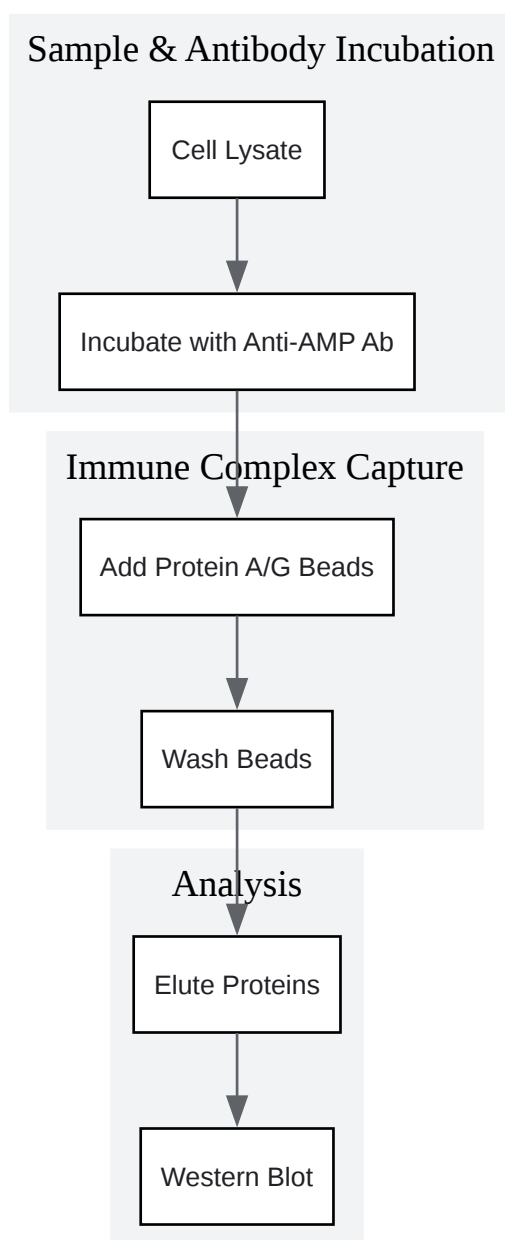 Sample & Antibody Incubation
Cell Lysate
Incubate with Anti-AMP Ab
Immune Complex Capture
Add Protein A/G Beads
Wash Beads
Analysis
Elute Proteins
Western Blot